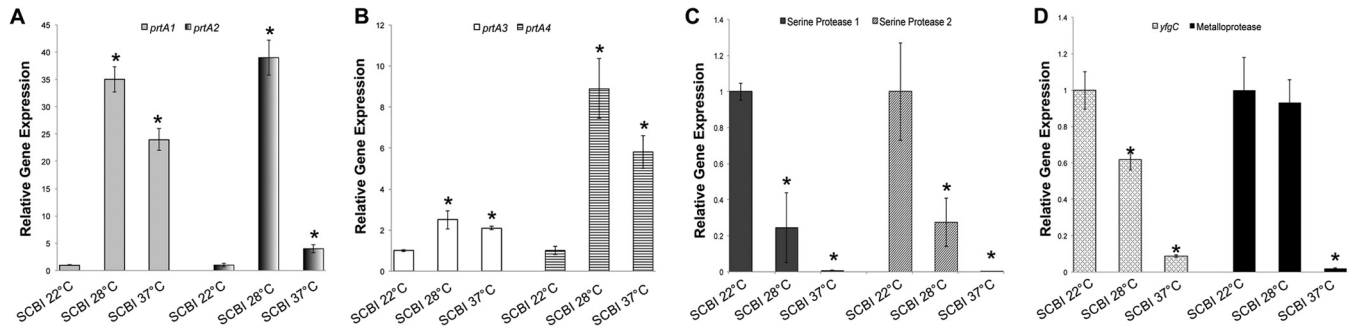 A
prtA1 prtA2
Relative Gene Expression
45
40
35
30
25
20
15
10
5
0
* * * *
SCBI 22°C SCBI 28°C SCBI 37°C SCBI 22°C SCBI 28°C SCBI 37°C
B
prtA3 prtA4
Relative Gene Expression
12
10
8
6
4
2
0
* * * *
SCBI 22°C SCBI 28°C SCBI 37°C SCBI 22°C SCBI 28°C SCBI 37°C
C
Serine Protease 1 Serine Protease 2
Relative Gene Expression
1.4
1.2
1
0.8
0.6
0.4
0.2
0
* * * *
SCBI 22°C SCBI 28°C SCBI 37°C SCBI 22°C SCBI 28°C SCBI 37°C
D
yfgC Metalloprotease
Relative Gene Expression
1.4
1.2
1
0.8
0.6
0.4
0.2
0
* * *
SCBI 22°C SCBI 28°C SCBI 37°C SCBI 22°C SCBI 28°C SCBI 37°C